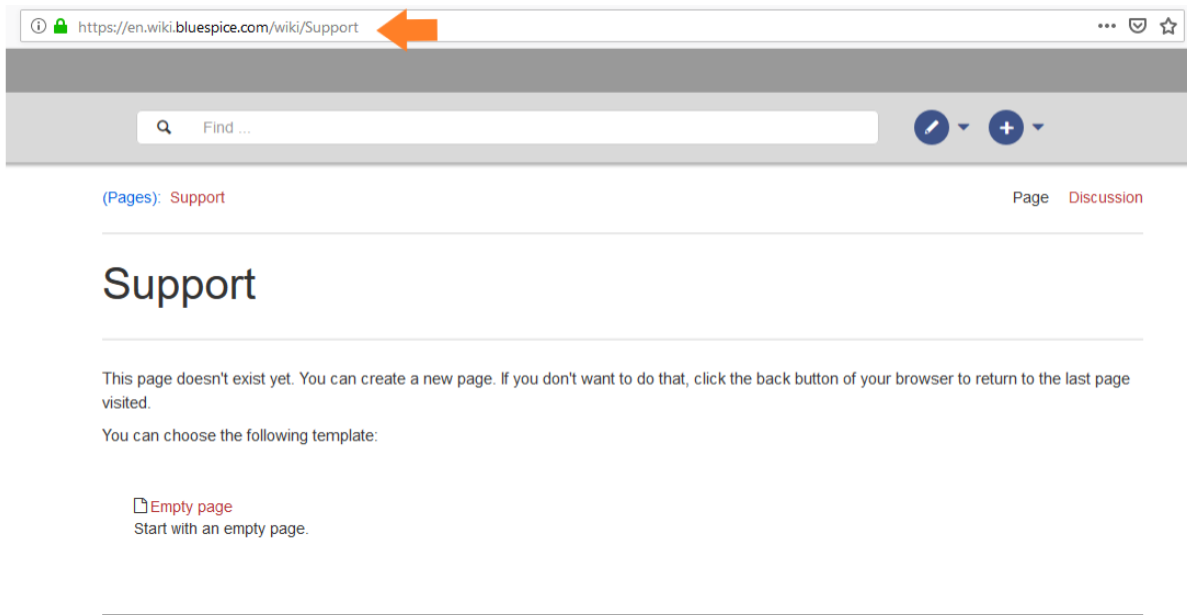 https://en.wiki.bluespice.com/wiki/Support
Find ...
(Pages): Support
Page Discussion
Support
This page doesn't exist yet. You can create a new page. If you don't want to do that, click the back button of your browser to return to the last page
visited.
You can choose the following template:
Empty page
Start with an empty page.